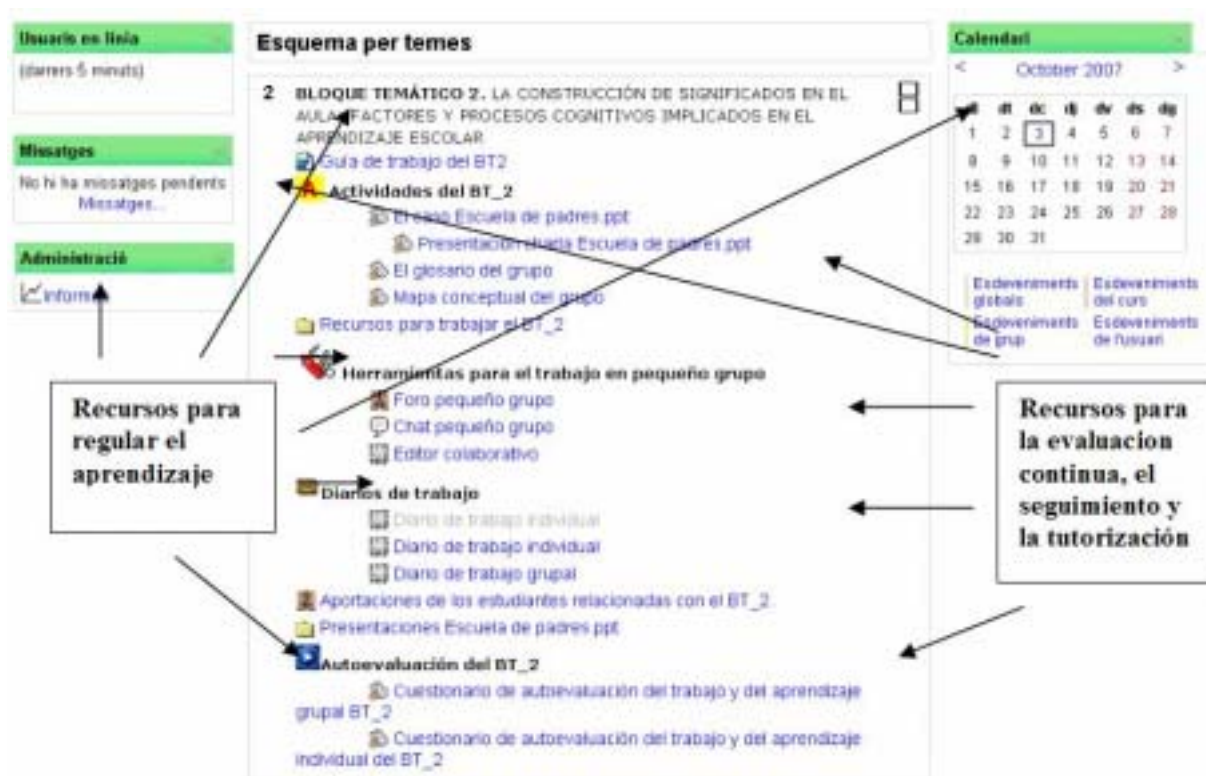 Usuaris en línia
(darrers 5 minuts)
Missatges
No hi ha missatges pendents
Missatges...
Administració
Informes
Recursos para
regular el
aprendizaje
Esquema per temes
2 BLOQUE TEMÁTICO 2. LA CONSTRUCCIÓN DE SIGNIFICADOS EN EL
AULA. FACTORES Y PROCESOS COGNITIVOS IMPLICADOS EN EL
APRENDIZAJE ESCOLAR
Guía de trabajo del BT2
Actividades del BT_2
El caso Escuela de padres.ppt
Presentación charla Escuela de padres.ppt
El glosario del grupo
Mapa conceptual del grupo
Recursos para trabajar el BT_2
Herramientas para el trabajo en pequeño grupo
Foro pequeño grupo
Chat pequeño grupo
Editor colaborativo
Diarios de trabajo
Diario de trabajo individual
Diario de trabajo individual
Diario de trabajo grupal
Aportaciones de los estudiantes relacionadas con el BT_2
Presentaciones Escuela de padres.ppt
Autoevaluación del BT_2
Cuestionario de autoevaluación del trabajo y del aprendizaje
grupal BT_2
Cuestionario de autoevaluación del trabajo y del aprendizaje
individual del BT_2
Calendari
< October 2007 >
dt dc dj dv ds dg
1 2 3 4 5 6 7
8 9 10 11 12 13 14
15 16 17 18 19 20 21
22 23 24 25 26 27 28
29 30 31
Esdeveniments Esdeveniments
globals del curs
Esdeveniments Esdeveniments
de grup de l'usuari
Recursos para
la evaluacion
continua, el
seguimiento y
la tutorización